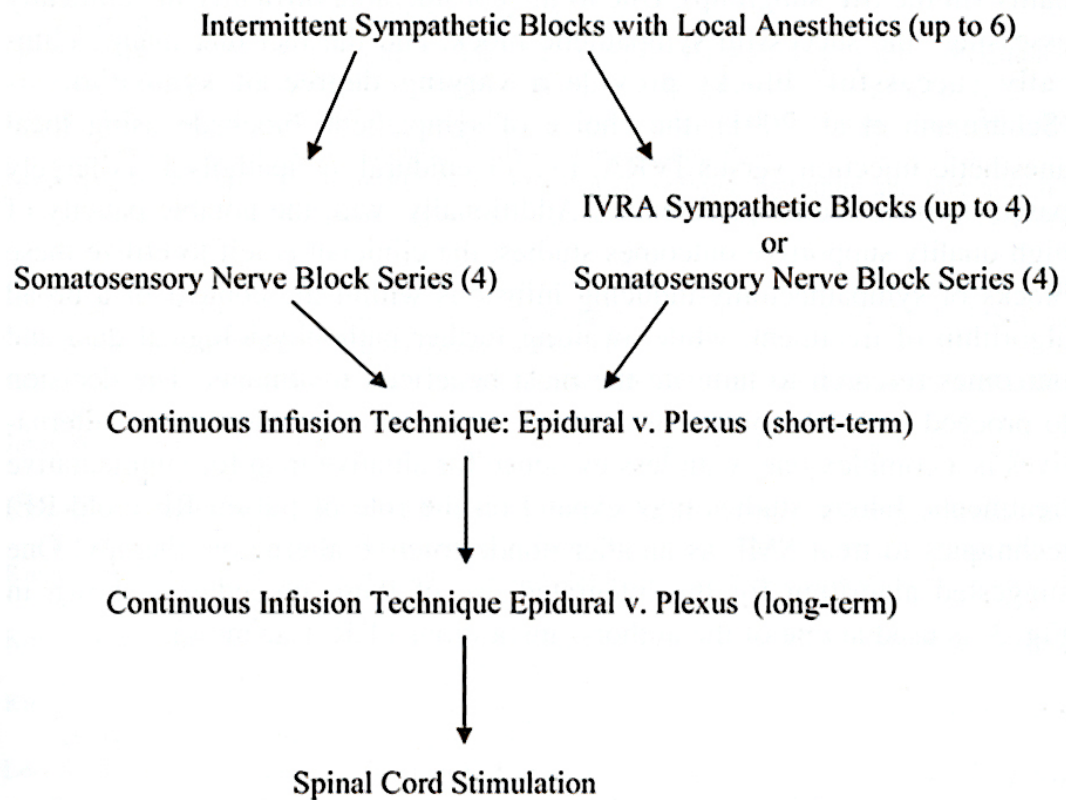 Intermittent Sympathetic Blocks with Local Anesthetics (up to 6)
IVRA Sympathetic Blocks (up to 4)
or
Somatosensory Nerve Block Series (4)
Somatosensory Nerve Block Series (4)
Continuous Infusion Technique: Epidural v. Plexus (short-term)
Continuous Infusion Technique Epidural v. Plexus (long-term)
Spinal Cord Stimulation